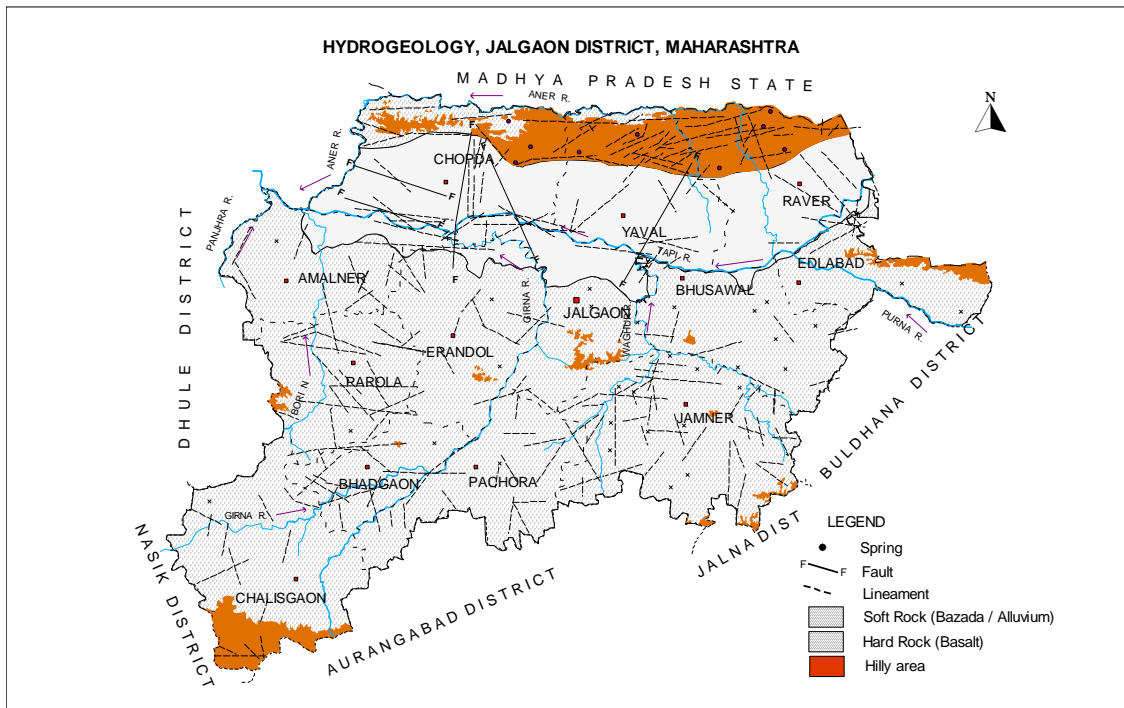 HYDROGEOLOGY, JALGAON DISTRICT, MAHARASHTRA
MADHYA PRADESH STATE
ANER R.
N
ANER R.
CHOPDA
RAVER
YAVAL
PANJHRA R.
TAPI R.
EDLABAD
AMALNER
BHUSAWAL
GIRNA R.
JALGAON
WAGHUR R.
PURNA R.
DHULE DISTRICT
ERANDOL
RAROLA
BORI N.
JAMNER
BULDHANA DISTRICT
BHADGAON
PACHORA
GIRNA R.
NASIK DISTRICT
CHALISGAON
AURANGABAD DISTRICT
JALNA DIST
F
F
F
F
F
F
F
F
LEGEND
Spring
F F Fault
Lineament
Soft Rock (Bazada / Alluvium)
Hard Rock (Basalt)
Hilly area